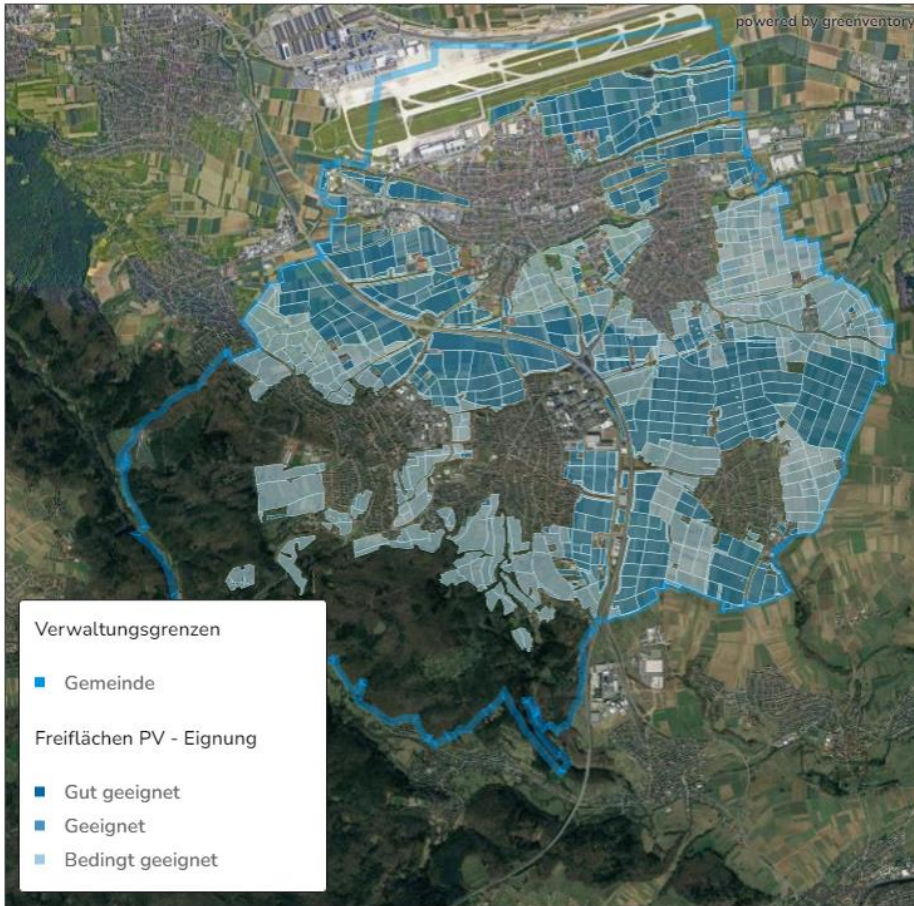 powered by greenventory
Verwaltungsgrenzen
Gemeinde
Freiflächen PV - Eignung
Gut geeignet
Geeignet
Bedingt geeignet